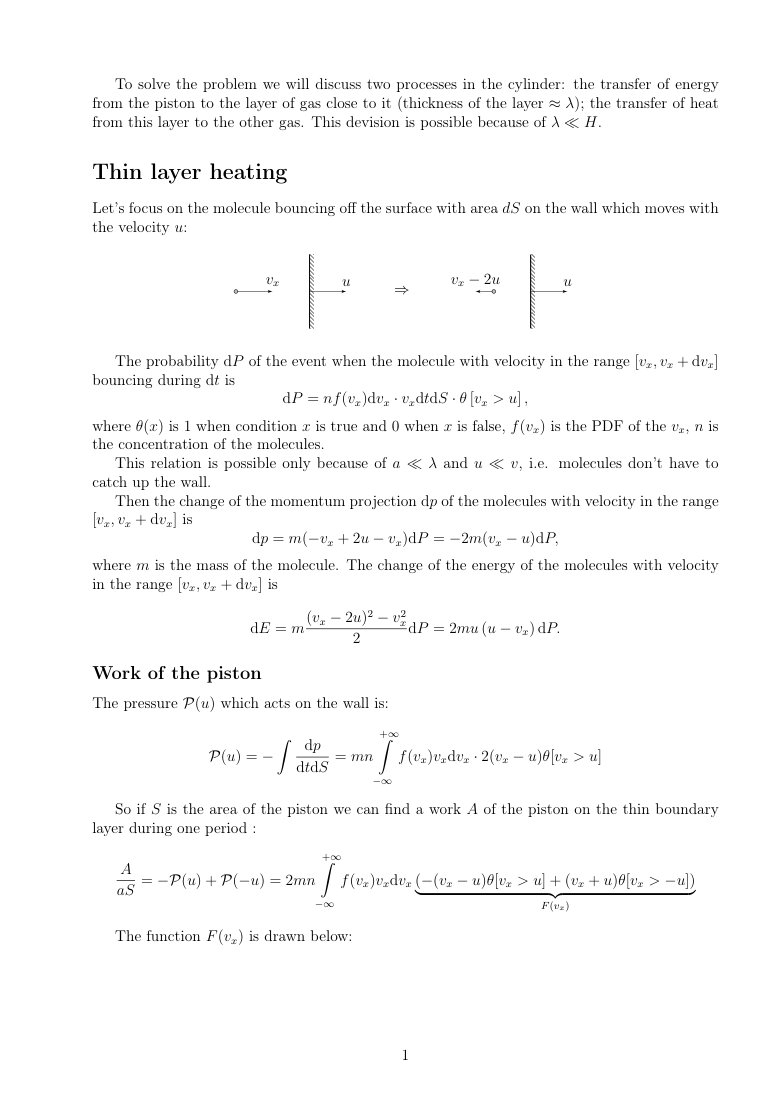 To solve the problem we will discuss two processes in the cylinder: the transfer of energy
from the piston to the layer of gas close to it (thickness of the layer ≈ λ); the transfer of heat
from this layer to the other gas. This devision is possible because of λ ≪ H.
Thin layer heating
Let's focus on the molecule bouncing off the surface with area dS on the wall which moves with
the velocity u:
v_x u ⇒ v_x − 2u u
The probability dP of the event when the molecule with velocity in the range [v_x, v_x + dv_x]
bouncing during dt is
dP = nf(v_x)dv_x · v_xdtdS · θ [v_x > u] ,
where θ(x) is 1 when condition x is true and 0 when x is false, f(v_x) is the PDF of the v_x, n is
the concentration of the molecules.
This relation is possible only because of a ≪ λ and u ≪ v, i.e. molecules don't have to
catch up the wall.
Then the change of the momentum projection dp of the molecules with velocity in the range
[v_x, v_x + dv_x] is
dp = m(−v_x + 2u − v_x)dP = −2m(v_x − u)dP,
where m is the mass of the molecule. The change of the energy of the molecules with velocity
in the range [v_x, v_x + dv_x] is
dE = m \frac{(v_x − 2u)^2 − v_x^2}{2} dP = 2mu (u − v_x) dP.
Work of the piston
The pressure 𝒫(u) which acts on the wall is:
𝒫(u) = − ∫ \frac{dp}{dtdS} = mn ∫_{−∞}^{+∞} f(v_x)v_xdv_x · 2(v_x − u)θ[v_x > u]
So if S is the area of the piston we can find a work A of the piston on the thin boundary
layer during one period :
\frac{A}{aS} = −𝒫(u) + 𝒫(−u) = 2mn ∫_{−∞}^{+∞} f(v_x)v_xdv_x \underbrace{(−(v_x − u)θ[v_x > u] + (v_x + u)θ[v_x > −u])}_{F(v_x)}
The function F(v_x) is drawn below:
1